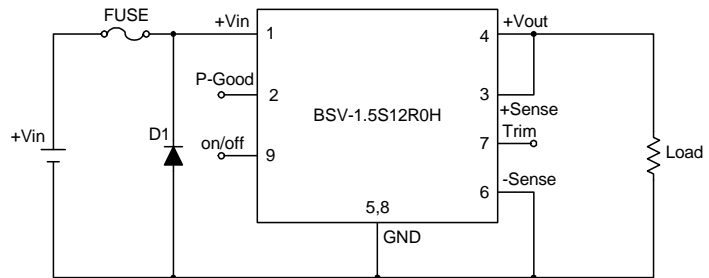 FUSE
+Vin
1
4
+Vout
P-Good
2
3
+Sense
BSV-1.5S12R0H
+Vin
D1
on/off
9
7
Trim
Load
6
-Sense
5,8
GND